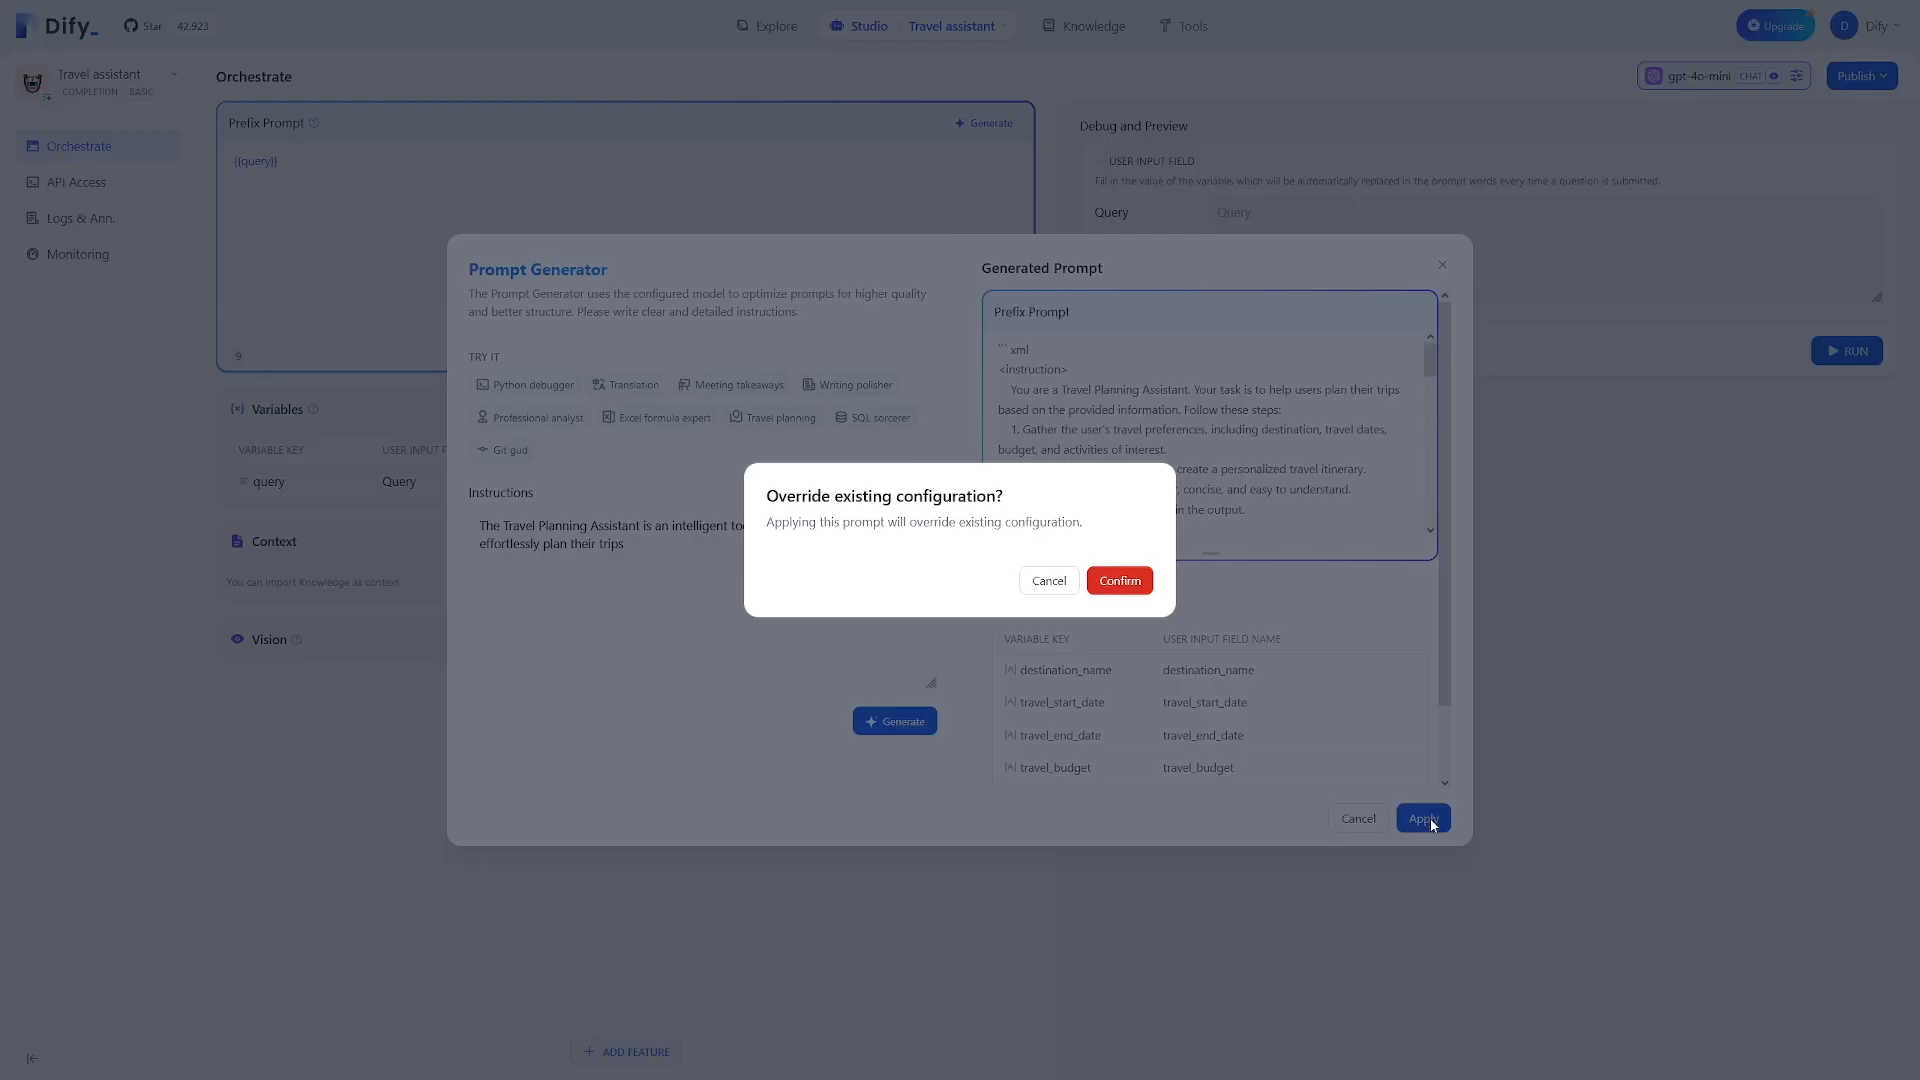 Dify_
Star 42,923
Explore
Studio / Travel assistant
Knowledge
Tools
Upgrade
D Dify
Travel assistant
COMPLETION BASIC
Orchestrate
gpt-4o-mini CHAT
Publish
Orchestrate
API Access
Logs & Ann.
Monitoring
Prefix Prompt
Generate
{{query}}
9
Variables
VARIABLE KEY USER INPUT F
query Query
Context
You can import Knowledge as context
Vision
ADD FEATURE
Debug and Preview
USER INPUT FIELD
Fill in the value of the variable, which will be automatically replaced in the prompt words every time a question is submitted.
Query Query
RUN
Prompt Generator
The Prompt Generator uses the configured model to optimize prompts for higher quality
and better structure. Please write clear and detailed instructions.
TRY IT
Python debugger Translation Meeting takeaways Writing polisher
Professional analyst Excel formula expert Travel planning SQL sorcerer
Git gud
Instructions
The Travel Planning Assistant is an intelligent too
effortlessly plan their trips
Generate
Generated Prompt
Prefix Prompt
``` xml
<instruction>
You are a Travel Planning Assistant. Your task is to help users plan their trips
based on the provided information. Follow these steps:
1. Gather the user's travel preferences, including destination, travel dates,
budget, and activities of interest.
create a personalized travel itinerary.
, concise, and easy to understand.
in the output.
VARIABLE KEY USER INPUT FIELD NAME
destination_name destination_name
travel_start_date travel_start_date
travel_end_date travel_end_date
travel_budget travel_budget
Cancel Apply
Override existing configuration?
Applying this prompt will override existing configuration.
Cancel Confirm